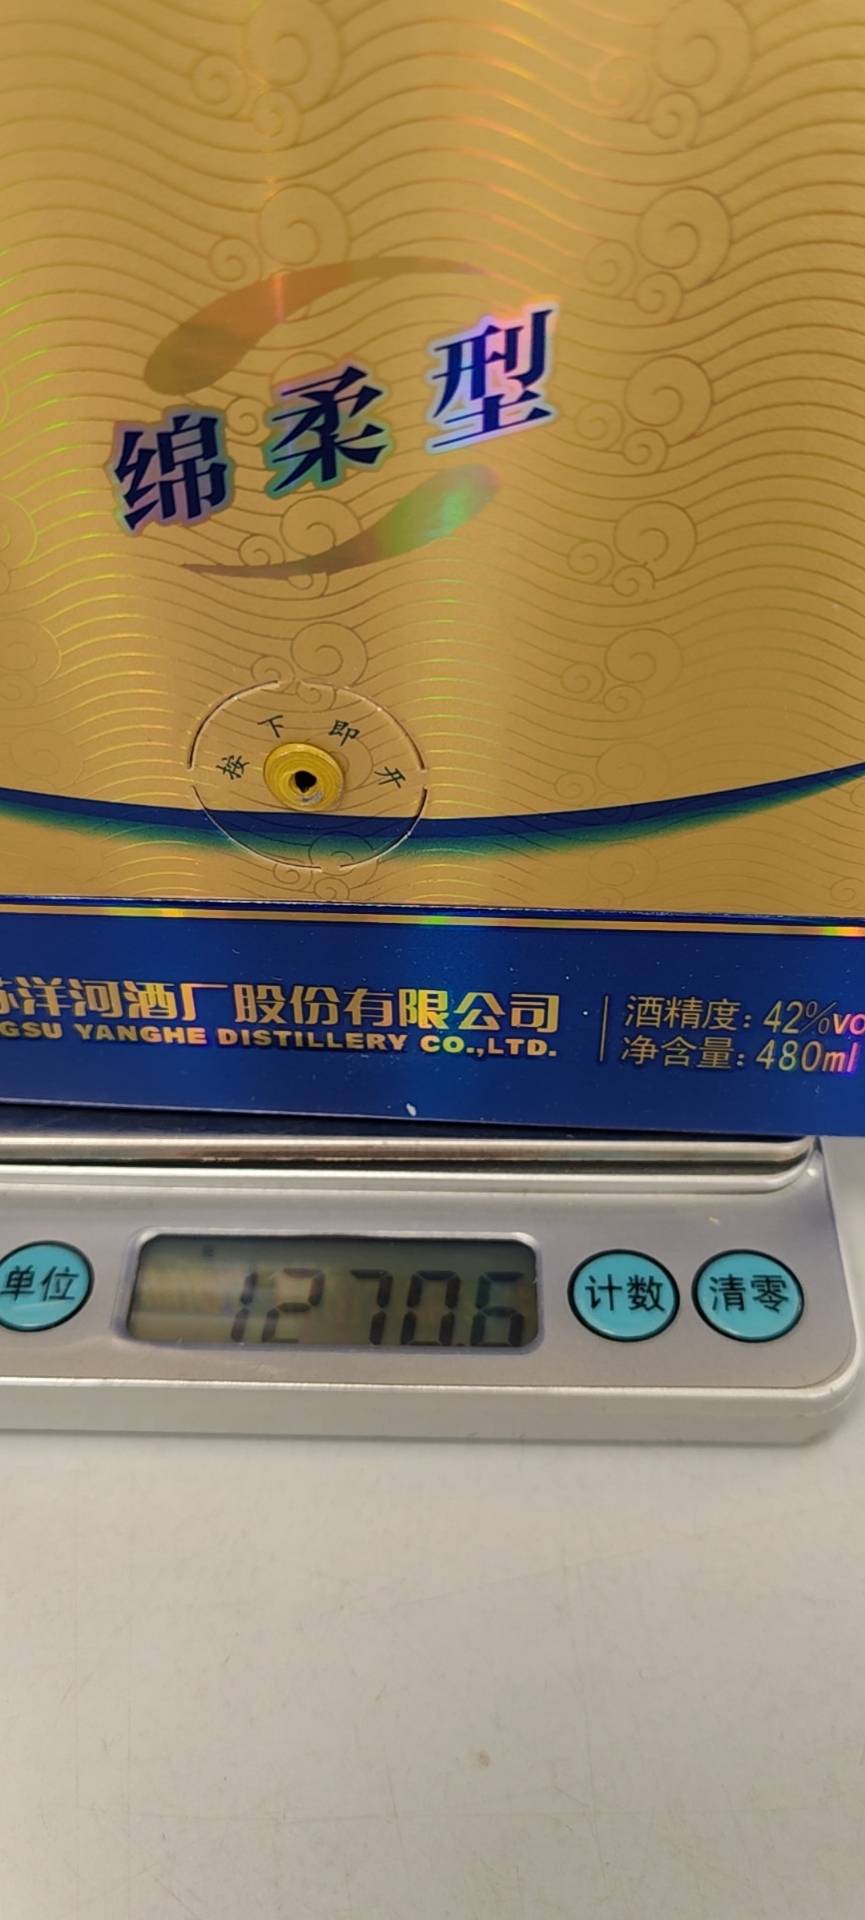 绵柔型
按下即开
洋河酒厂股份有限公司
GSU YANGHE DISTILLERY CO.,LTD.
酒精度：42%vo
净含量：480ml
单位
1270.6
计数
清零